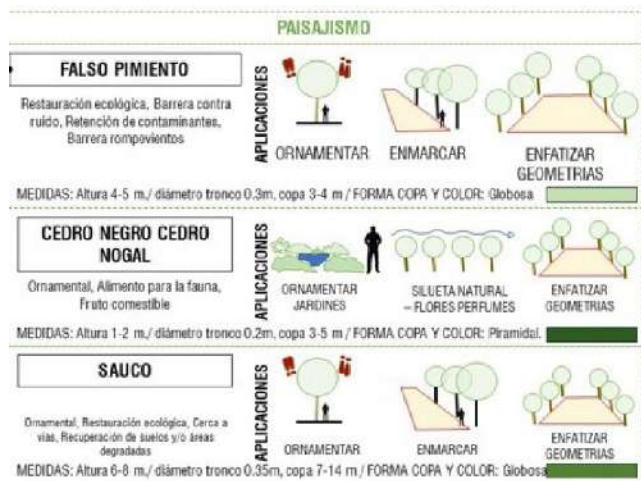 PAISAJISMO
FALSO PIMIENTO
Restauración ecológica, Barrera contra
ruido, Retención de contaminantes,
Barrera rompevientos
APLICACIONES
ORNAMENTAR
ENMARCAR
ENFATIZAR
GEOMETRIAS
MEDIDAS: Altura 4-5 m./ diámetro tronco 0.3m, copa 3-4 m / FORMA COPA Y COLOR: Globosa
CEDRO NEGRO CEDRO
NOGAL
Ornamental, Alimento para la fauna,
Fruto comestible
APLICACIONES
ORNAMENTAR
JARDINES
SILUETA NATURAL
– FLORES PERFUMES
ENFATIZAR
GEOMETRIAS
MEDIDAS: Altura 1-2 m./ diámetro tronco 0.2m, copa 3-5 m / FORMA COPA Y COLOR: Piramidal.
SAUCO
Ornamental, Restauración ecológica, Cerca a
vias, Recuperación de suelos y/o áreas
degradadas
APLICACIONES
ORNAMENTAR
ENMARCAR
ENFATIZAR
GEOMETRIAS
MEDIDAS: Altura 6-8 m./ diámetro tronco 0.35m, copa 7-14 m / FORMA COPA Y COLOR: Globosa